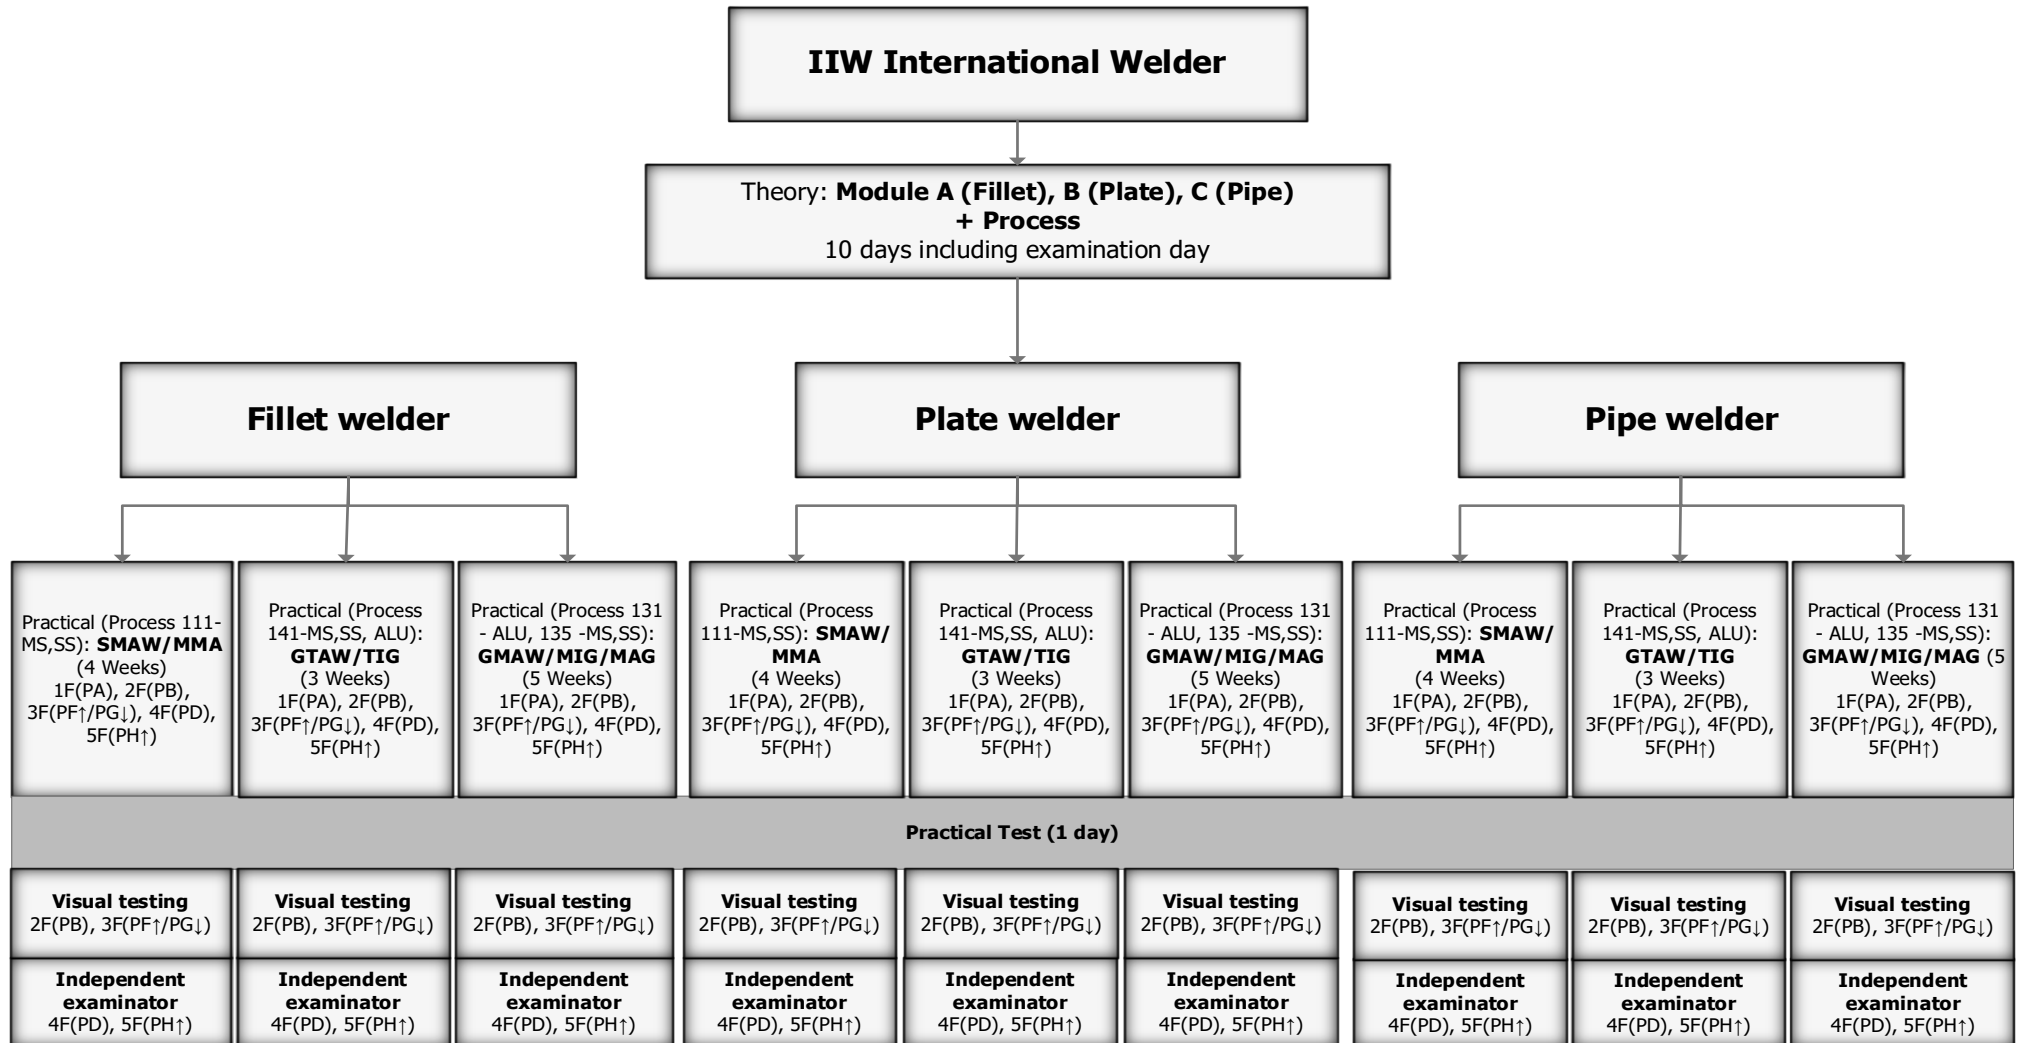 IIW International Welder
Theory: Module A (Fillet), B (Plate), C (Pipe)
+ Process
10 days including examination day
Fillet welder
Plate welder
Pipe welder
Practical (Process 111-
MS,SS): SMAW/MMA
(4 Weeks)
1F(PA), 2F(PB),
3F(PF↑/PG↓), 4F(PD),
5F(PH↑)
Practical (Process
141-MS,SS, ALU):
GTAW/TIG
(3 Weeks)
1F(PA), 2F(PB),
3F(PF↑/PG↓), 4F(PD),
5F(PH↑)
Practical (Process 131
- ALU, 135 -MS,SS):
GMAW/MIG/MAG
(5 Weeks)
1F(PA), 2F(PB),
3F(PF↑/PG↓), 4F(PD),
5F(PH↑)
Practical (Process
111-MS,SS): SMAW/
MMA
(4 Weeks)
1F(PA), 2F(PB),
3F(PF↑/PG↓), 4F(PD),
5F(PH↑)
Practical (Process
141-MS,SS, ALU):
GTAW/TIG
(3 Weeks)
1F(PA), 2F(PB),
3F(PF↑/PG↓), 4F(PD),
5F(PH↑)
Practical (Process 131
- ALU, 135 -MS,SS):
GMAW/MIG/MAG
(5 Weeks)
1F(PA), 2F(PB),
3F(PF↑/PG↓), 4F(PD),
5F(PH↑)
Practical (Process
111-MS,SS): SMAW/
MMA
(4 Weeks)
1F(PA), 2F(PB),
3F(PF↑/PG↓), 4F(PD),
5F(PH↑)
Practical (Process
141-MS,SS, ALU):
GTAW/TIG
(3 Weeks)
1F(PA), 2F(PB),
3F(PF↑/PG↓), 4F(PD),
5F(PH↑)
Practical (Process 131
- ALU, 135 -MS,SS):
GMAW/MIG/MAG (5
Weeks)
1F(PA), 2F(PB),
3F(PF↑/PG↓), 4F(PD),
5F(PH↑)
Practical Test (1 day)
Visual testing
2F(PB), 3F(PF↑/PG↓)
Visual testing
2F(PB), 3F(PF↑/PG↓)
Visual testing
2F(PB), 3F(PF↑/PG↓)
Visual testing
2F(PB), 3F(PF↑/PG↓)
Visual testing
2F(PB), 3F(PF↑/PG↓)
Visual testing
2F(PB), 3F(PF↑/PG↓)
Visual testing
2F(PB), 3F(PF↑/PG↓)
Visual testing
2F(PB), 3F(PF↑/PG↓)
Visual testing
2F(PB), 3F(PF↑/PG↓)
Independent
examinator
4F(PD), 5F(PH↑)
Independent
examinator
4F(PD), 5F(PH↑)
Independent
examinator
4F(PD), 5F(PH↑)
Independent
examinator
4F(PD), 5F(PH↑)
Independent
examinator
4F(PD), 5F(PH↑)
Independent
examinator
4F(PD), 5F(PH↑)
Independent
examinator
4F(PD), 5F(PH↑)
Independent
examinator
4F(PD), 5F(PH↑)
Independent
examinator
4F(PD), 5F(PH↑)